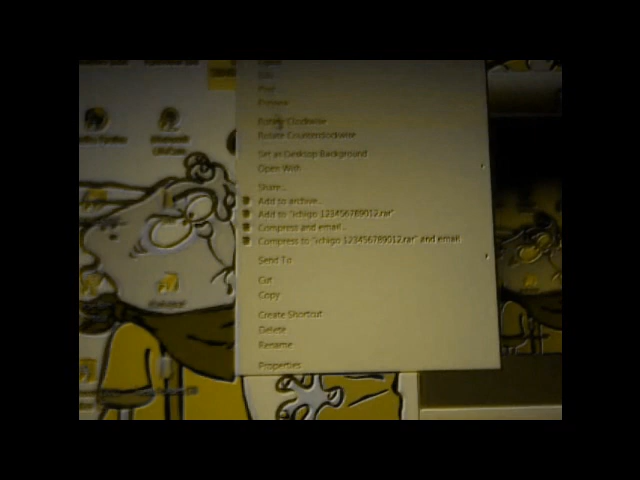 Print
Preview
Rotate Clockwise
Rotate Counterclockwise
Set as Desktop Background
Open With
Share...
Add to archive...
Add to "ichigo 123456789012.rar"
Compress and email...
Compress to "ichigo 123456789012.rar" and email
Send To
Cut
Copy
Create Shortcut
Delete
Rename
Properties